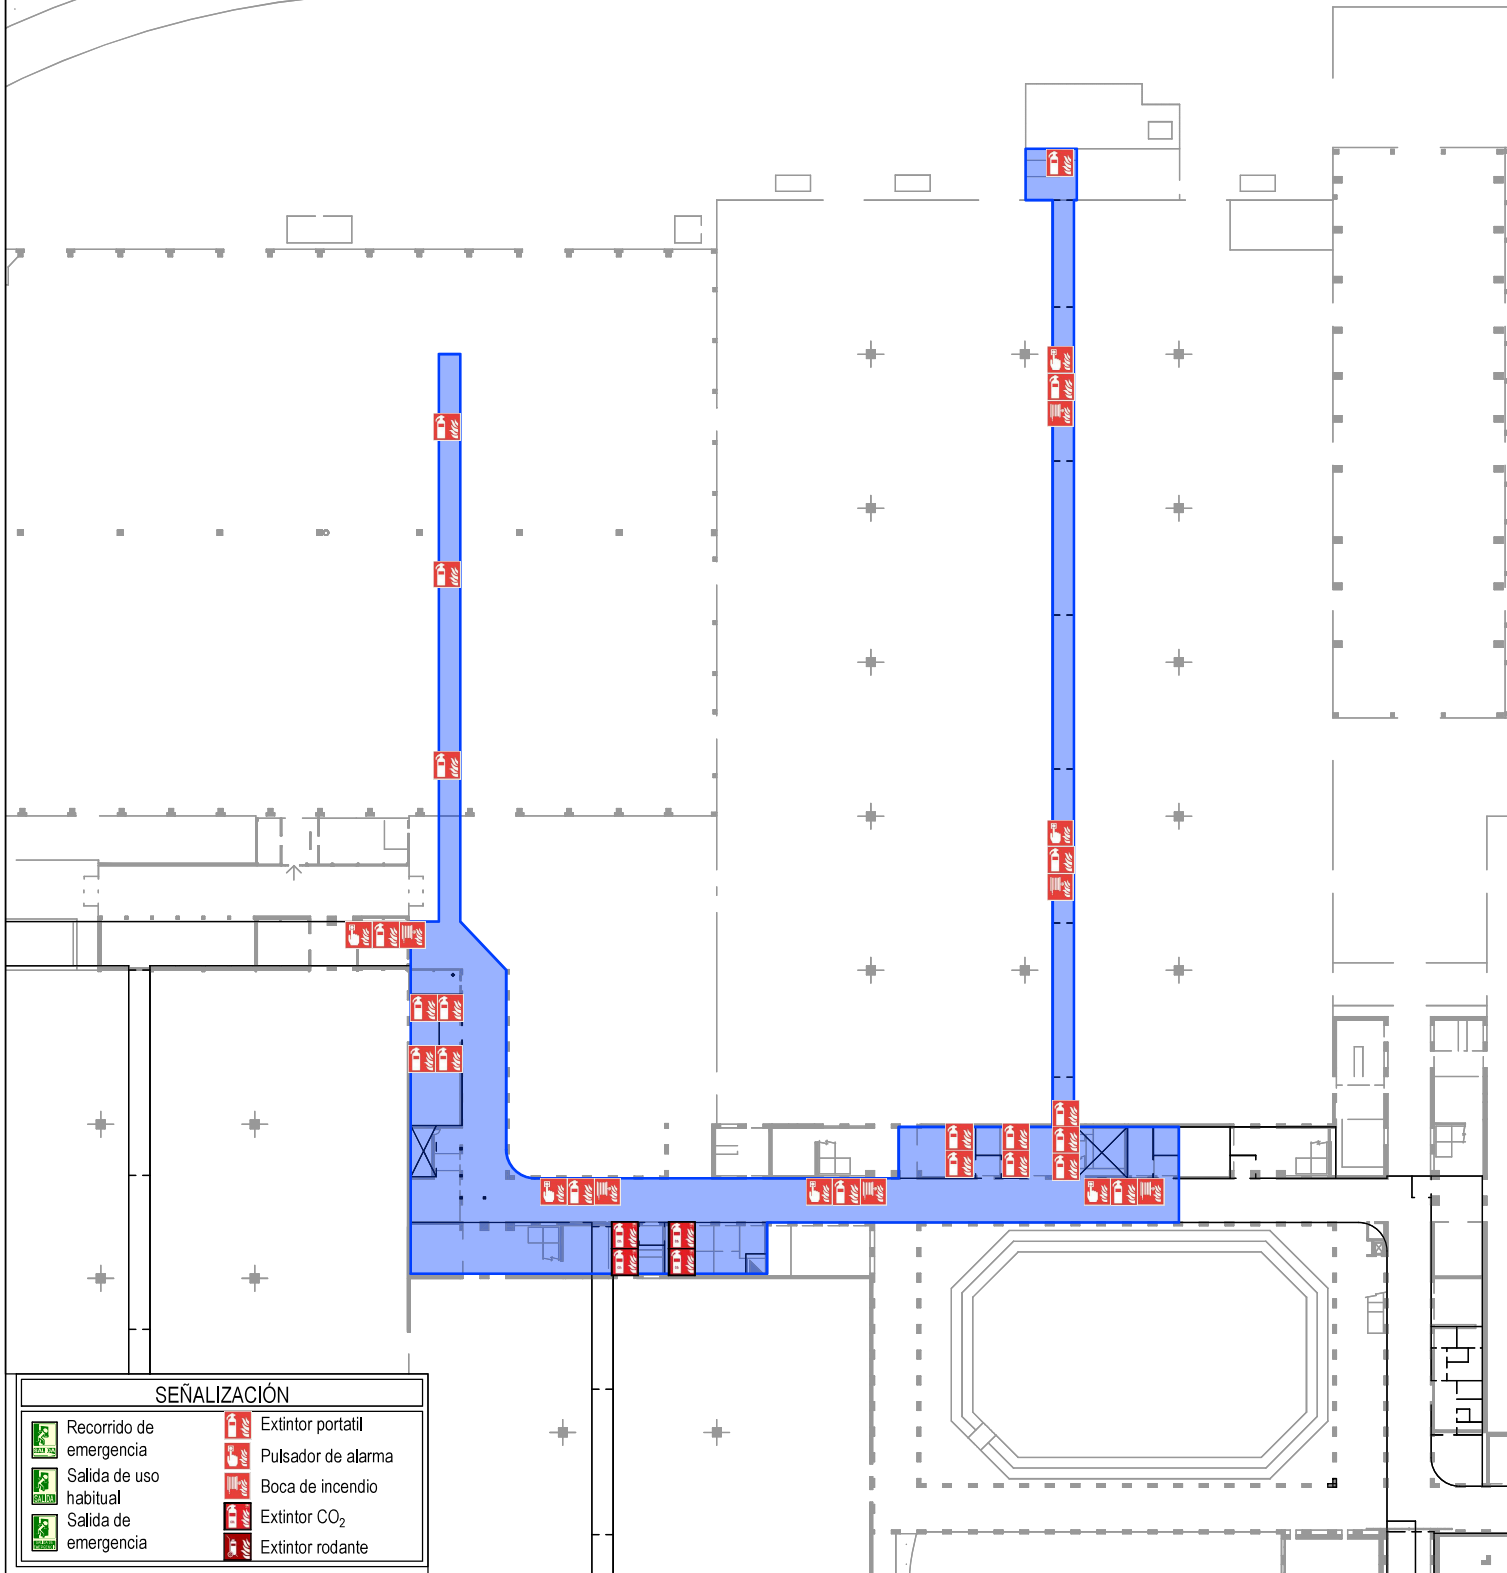 SEÑALIZACIÓN
Recorrido de
emergencia
Salida de uso
habitual
Salida de
emergencia
Extintor portatil
Pulsador de alarma
Boca de incendio
Extintor CO₂
Extintor rodante
SALIDA